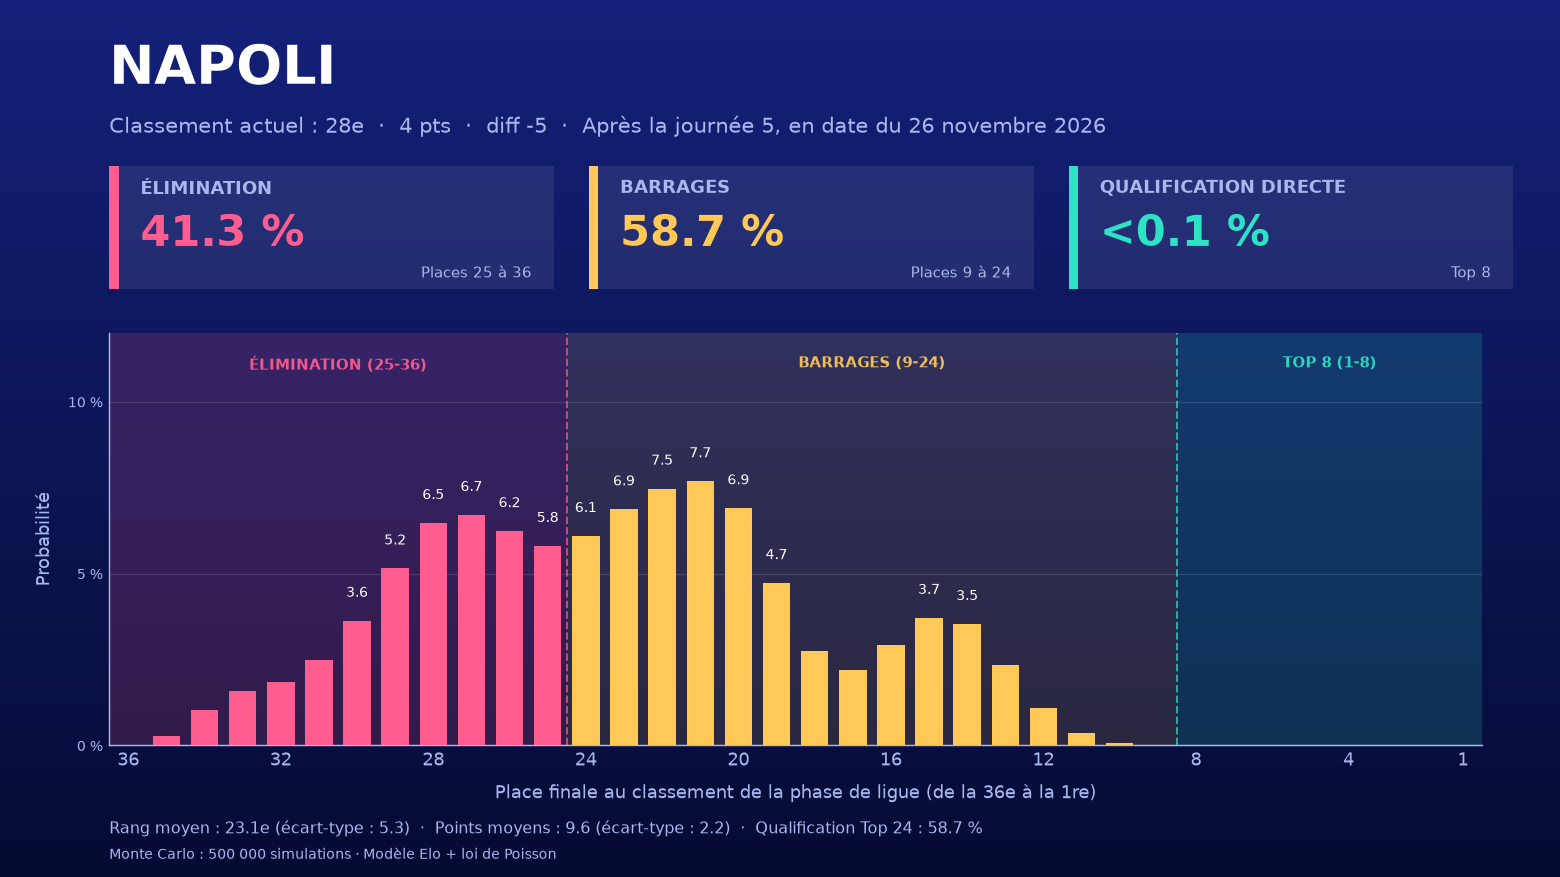 NAPOLI
Classement actuel : 28e · 4 pts · diff -5 · Après la journée 5, en date du 26 novembre 2026
ÉLIMINATION
41.3 %
Places 25 à 36
BARRAGES
58.7 %
Places 9 à 24
QUALIFICATION DIRECTE
<0.1 %
Top 8
ÉLIMINATION (25-36)
BARRAGES (9-24)
TOP 8 (1-8)
Probabilité
10 %
5 %
0 %
3.6
5.2
6.5
6.7
6.2
5.8
6.1
6.9
7.5
7.7
6.9
4.7
3.7
3.5
36 32 28 24 20 16 12 8 4 1
Place finale au classement de la phase de ligue (de la 36e à la 1re)
Rang moyen : 23.1e (écart-type : 5.3) · Points moyens : 9.6 (écart-type : 2.2) · Qualification Top 24 : 58.7 %
Monte Carlo : 500 000 simulations · Modèle Elo + loi de Poisson